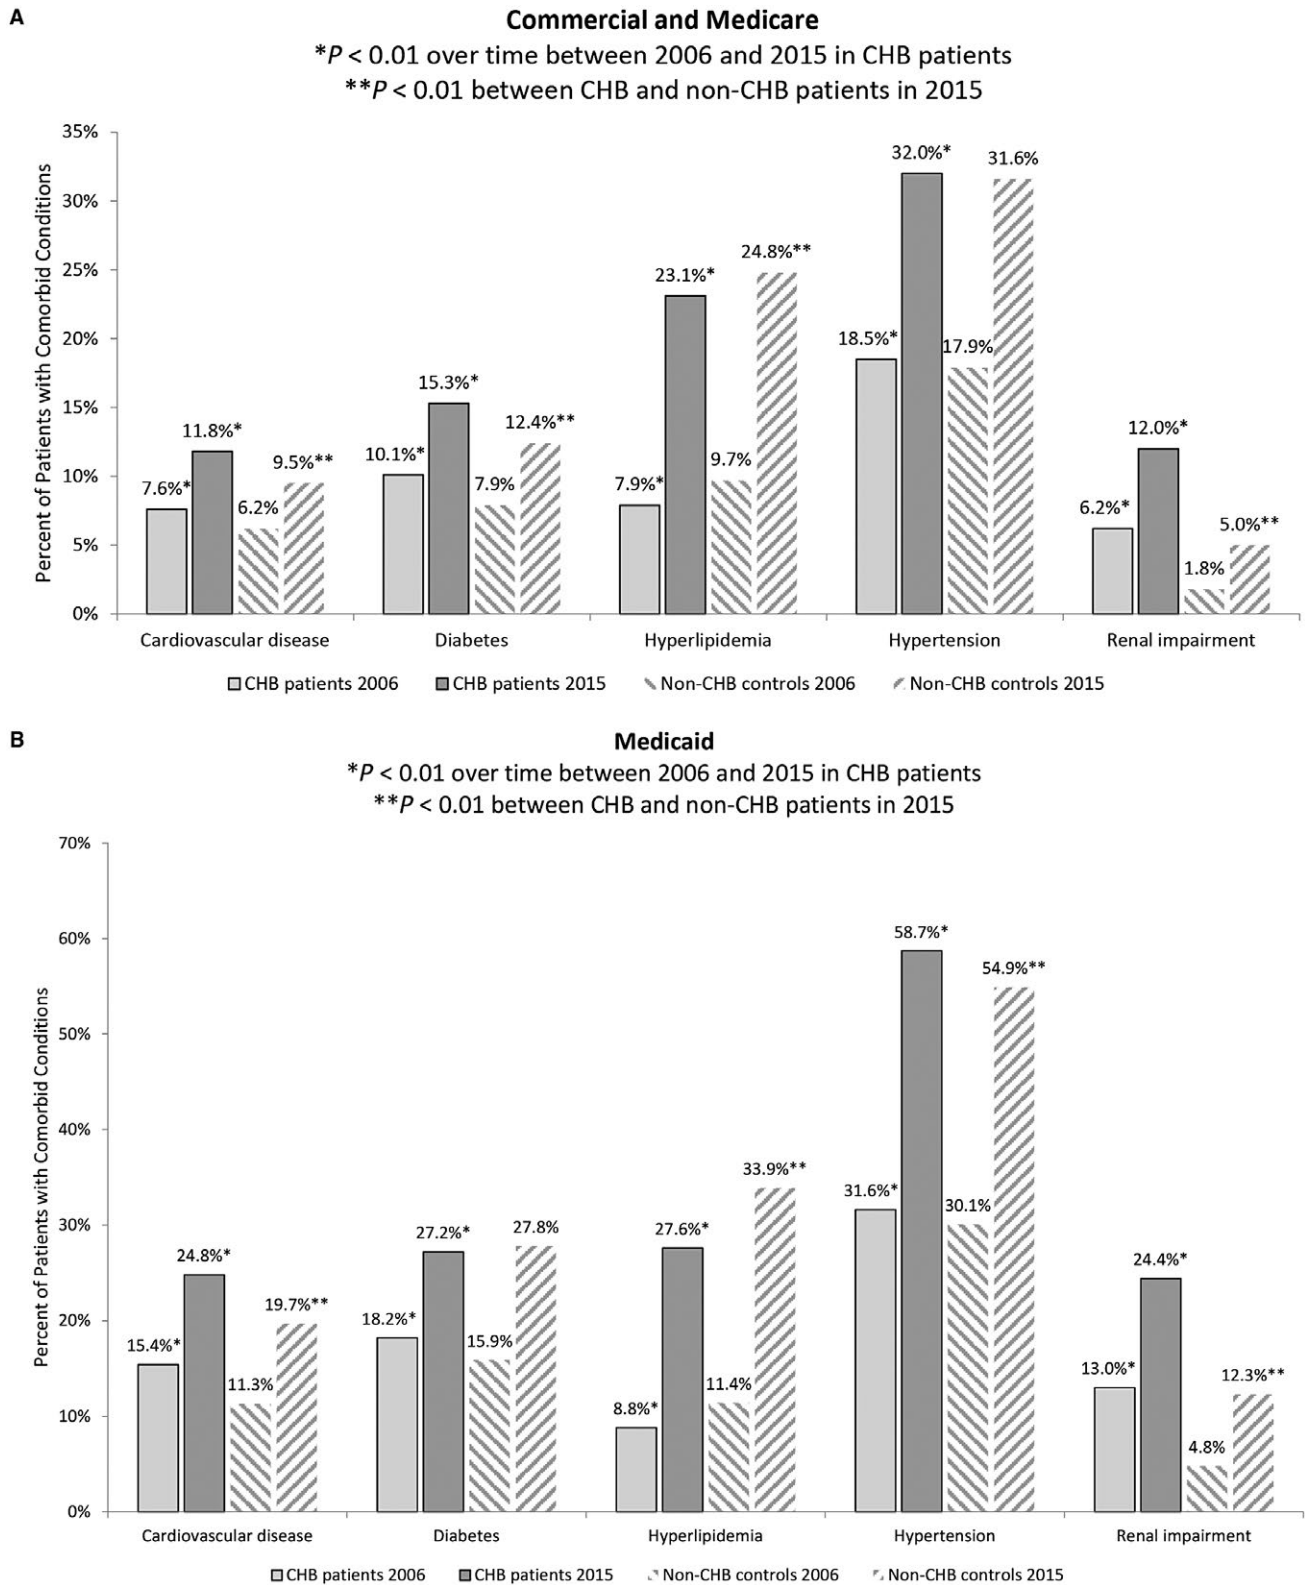 A
Commercial and Medicare
*P < 0.01 over time between 2006 and 2015 in CHB patients
**P < 0.01 between CHB and non-CHB patients in 2015
Percent of Patients with Comorbid Conditions
35%
30%
25%
20%
15%
10%
5%
0%
7.6%*
11.8%*
6.2%
9.5%**
10.1%*
15.3%*
7.9%
12.4%**
7.9%*
23.1%*
9.7%
24.8%**
18.5%*
32.0%*
17.9%
31.6%
6.2%*
12.0%*
1.8%
5.0%**
Cardiovascular disease
Diabetes
Hyperlipidemia
Hypertension
Renal impairment
CHB patients 2006
CHB patients 2015
Non-CHB controls 2006
Non-CHB controls 2015
B
Medicaid
*P < 0.01 over time between 2006 and 2015 in CHB patients
**P < 0.01 between CHB and non-CHB patients in 2015
Percent of Patients with Comorbid Conditions
70%
60%
50%
40%
30%
20%
10%
0%
15.4%*
24.8%*
11.3%
19.7%**
18.2%*
27.2%*
15.9%
27.8%
8.8%*
27.6%*
11.4%
33.9%**
31.6%*
58.7%*
30.1%
54.9%**
13.0%*
24.4%*
4.8%
12.3%**
Cardiovascular disease
Diabetes
Hyperlipidemia
Hypertension
Renal impairment
CHB patients 2006
CHB patients 2015
Non-CHB controls 2006
Non-CHB controls 2015